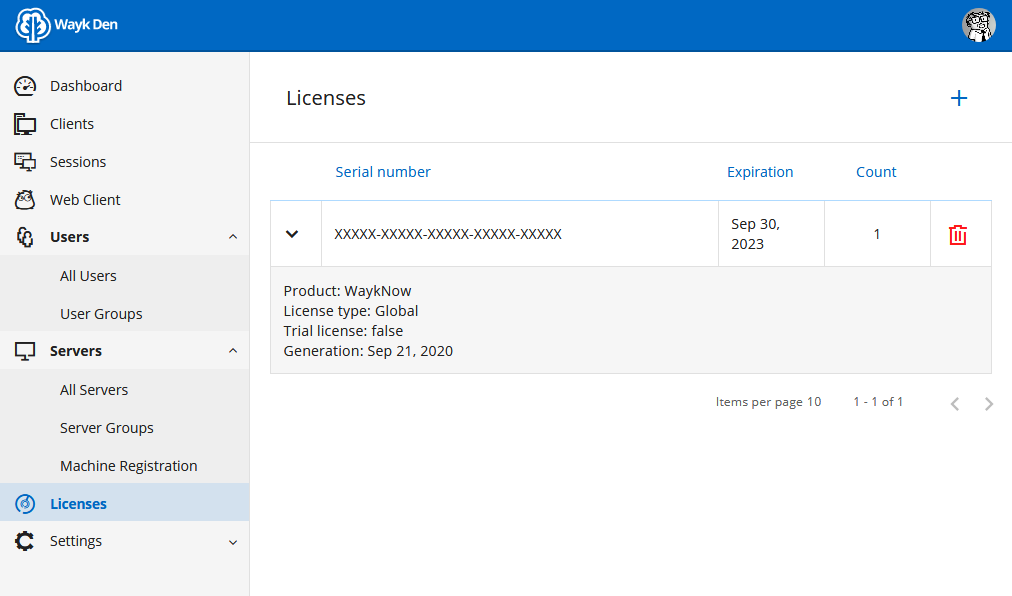 Wayk Den
Dashboard
Clients
Sessions
Web Client
Users
All Users
User Groups
Servers
All Servers
Server Groups
Machine Registration
Licenses
Settings
Licenses
Serial number Expiration Count
XXXXX-XXXXX-XXXXX-XXXXX-XXXXX Sep 30, 2023 1
Product: WaykNow
License type: Global
Trial license: false
Generation: Sep 21, 2020
Items per page 10 1 - 1 of 1